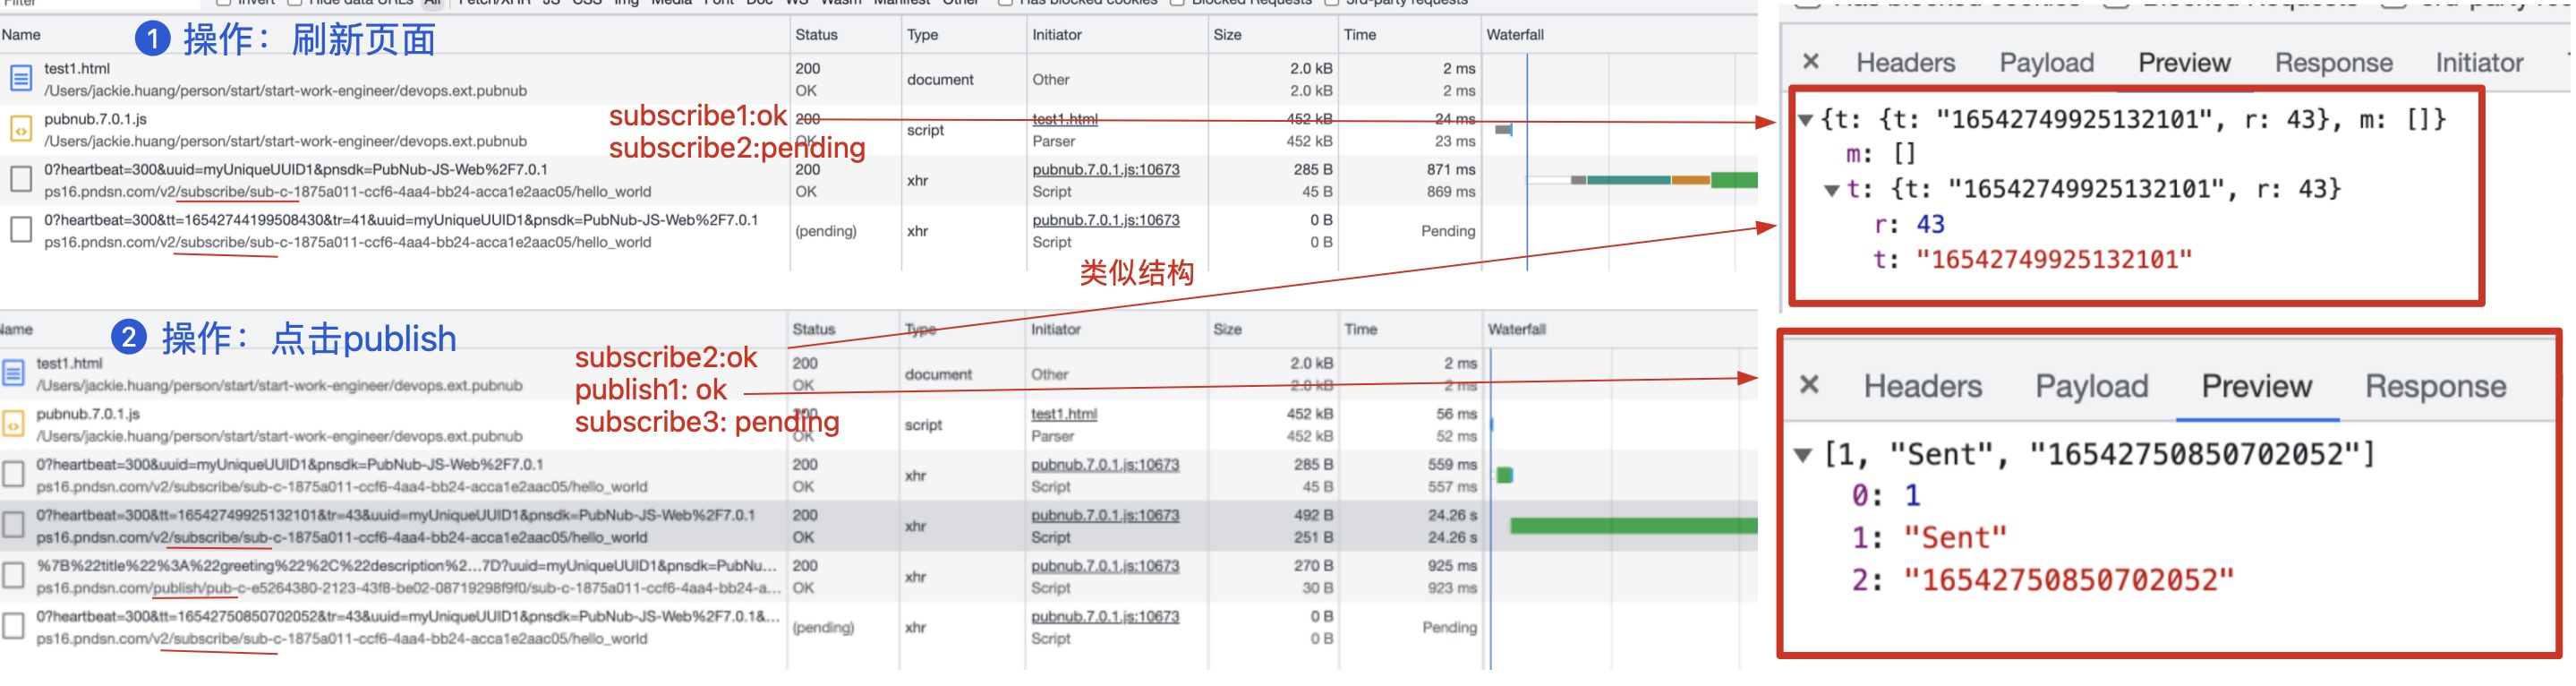 Filter Invert Hide data URLs All Fetch/XHR JS CSS Img Media Font Doc WS Wasm Manifest Other Has blocked cookies Blocked Requests 3rd-party requests
Name Status Type Initiator Size Time Waterfall
1 操作：刷新页面
test1.html 200 document Other 2.0 kB 2 ms
/Users/jackie.huang/person/start/start-work-engineer/devops.ext.pubnub OK 2.0 kB 2 ms
subscribe1:ok
subscribe2:pending
pubnub.7.0.1.js 200 script test1.html 452 kB 24 ms
/Users/jackie.huang/person/start/start-work-engineer/devops.ext.pubnub OK Parser 452 kB 23 ms
0?heartbeat=300&uuid=myUniqueUUID1&pnsdk=PubNub-JS-Web%2F7.0.1 200 xhr pubnub.7.0.1.js:10673 285 B 871 ms
ps16.pndsn.com/v2/subscribe/sub-c-1875a011-ccf6-4aa4-bb24-acca1e2aac05/hello_world OK Script 45 B 869 ms
0?heartbeat=300&tt=16542744199508430&tr=41&uuid=myUniqueUUID1&pnsdk=PubNub-JS-Web%2F7.0.1 (pending) xhr pubnub.7.0.1.js:10673 0 B Pending
ps16.pndsn.com/v2/subscribe/sub-c-1875a011-ccf6-4aa4-bb24-acca1e2aac05/hello_world Script 0 B
类似结构
Has blocked cookies Blocked Requests 3rd-party requests
× Headers Payload Preview Response Initiator
▼{t: {t: "16542749925132101", r: 43}, m: []}
m: []
▼t: {t: "16542749925132101", r: 43}
r: 43
t: "16542749925132101"
Name Status Type Initiator Size Time Waterfall
2 操作：点击publish
subscribe2:ok
publish1: ok
subscribe3: pending
test1.html 200 document Other 2.0 kB 2 ms
/Users/jackie.huang/person/start/start-work-engineer/devops.ext.pubnub OK 2.0 kB 2 ms
pubnub.7.0.1.js 200 script test1.html 452 kB 56 ms
/Users/jackie.huang/person/start/start-work-engineer/devops.ext.pubnub OK Parser 452 kB 52 ms
0?heartbeat=300&uuid=myUniqueUUID1&pnsdk=PubNub-JS-Web%2F7.0.1 200 xhr pubnub.7.0.1.js:10673 285 B 559 ms
ps16.pndsn.com/v2/subscribe/sub-c-1875a011-ccf6-4aa4-bb24-acca1e2aac05/hello_world OK Script 45 B 557 ms
0?heartbeat=300&tt=16542749925132101&tr=43&uuid=myUniqueUUID1&pnsdk=PubNub-JS-Web%2F7.0.1 200 xhr pubnub.7.0.1.js:10673 492 B 24.26 s
ps16.pndsn.com/v2/subscribe/sub-c-1875a011-ccf6-4aa4-bb24-acca1e2aac05/hello_world OK Script 251 B 24.26 s
%7B%22title%22%3A%22greeting%22%2C%22description%2...7D?uuid=myUniqueUUID1&pnsdk=PubNu... 200 xhr pubnub.7.0.1.js:10673 270 B 925 ms
ps16.pndsn.com/publish/pub-c-e5264380-2123-43f8-be02-08719298f9f0/sub-c-1875a011-ccf6-4aa4-bb24-a... OK Script 30 B 923 ms
0?heartbeat=300&tt=16542750850702052&tr=43&uuid=myUniqueUUID1&pnsdk=PubNub-JS-Web%2F7.0.1&... (pending) xhr pubnub.7.0.1.js:10673 0 B Pending
ps16.pndsn.com/v2/subscribe/sub-c-1875a011-ccf6-4aa4-bb24-acca1e2aac05/hello_world Script 0 B
× Headers Payload Preview Response
▼[1, "Sent", "16542750850702052"]
0: 1
1: "Sent"
2: "16542750850702052"